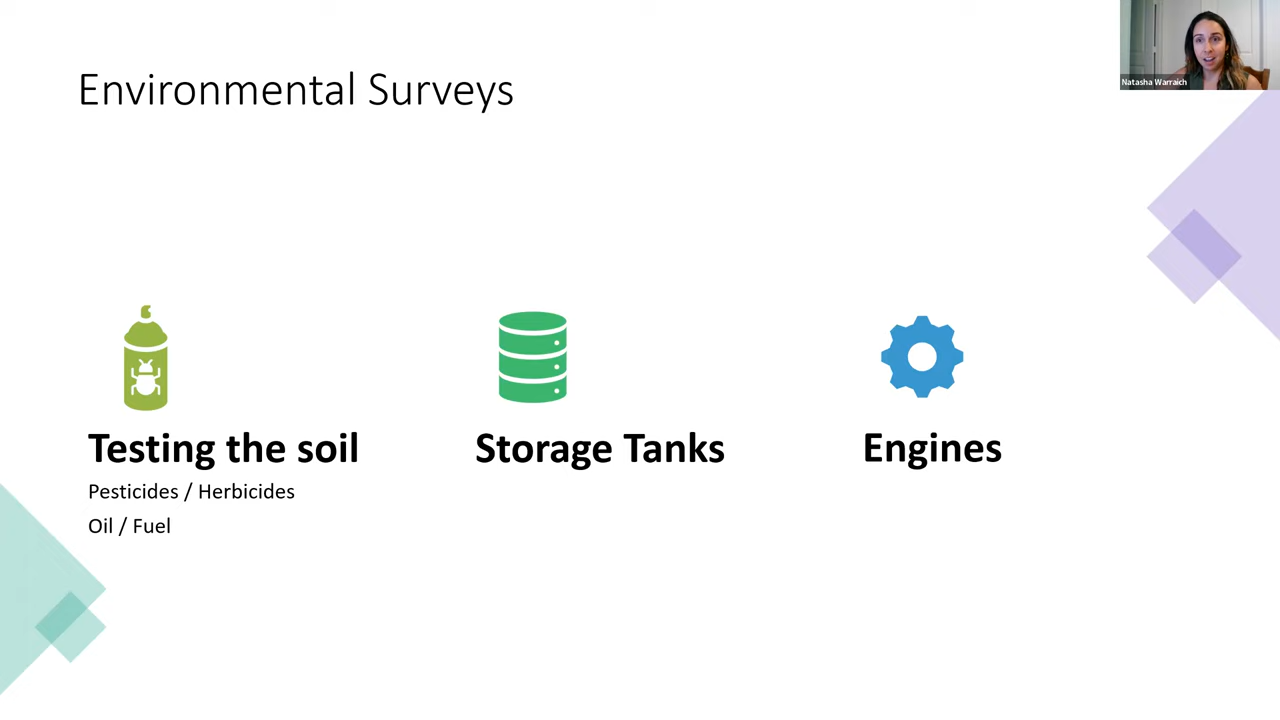 Environmental Surveys
Natasha Warraich
Testing the soil
Pesticides / Herbicides
Oil / Fuel
Storage Tanks
Engines